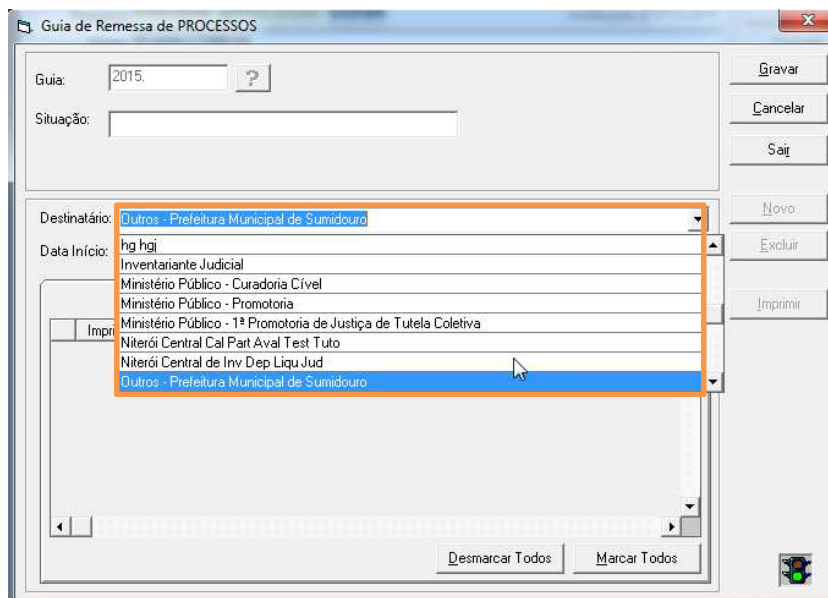 Guia de Remessa de PROCESSOS
Guia: 2015. ?
Situação:
Gravar
Cancelar
Sair
Destinatário: Outros - Prefeitura Municipal de Sumidouro
Novo
Data Início: hg hgj
Excluir
Inventariante Judicial
Ministério Público - Curadoria Cível
Ministério Público - Promotoria
Imprimir
Ministério Público - 1ª Promotoria de Justiça de Tutela Coletiva
Impri
Niterói Central Cal Part Aval Test Tuto
Niterói Central de Inv Dep Liqu Jud
Outros - Prefeitura Municipal de Sumidouro
Desmarcar Todos
Marcar Todos